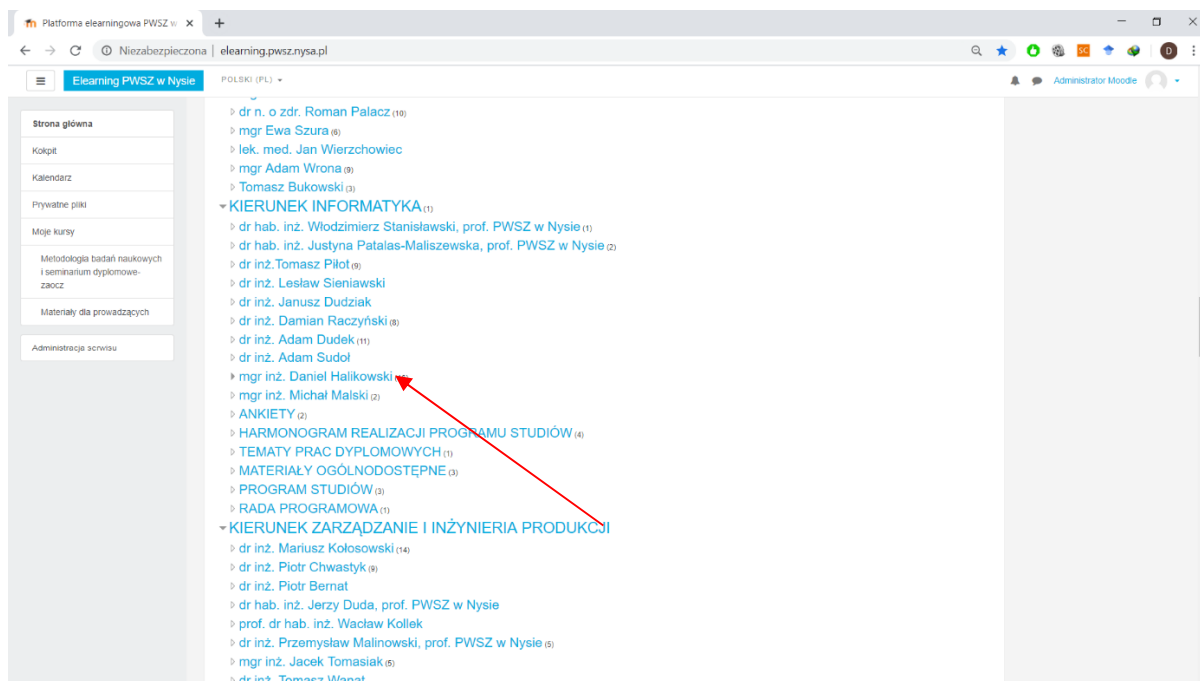 Platforma elearningowa PWSZ w
Niezabezpieczona | elearning.pwsz.nysa.pl
SC
D
Elearning PWSZ w Nysie
POLSKI (PL)
Administrator Moodle
Strona główna
Kokpit
Kalendarz
Prywatne pliki
Moje kursy
Metodologia badań naukowych
i seminarium dyplomowe-
zaocz
Materiały dla prowadzących
Administracja serwisu
dr n. o zdr. Roman Palacz (10)
mgr Ewa Szura (6)
lek. med. Jan Wierzchowiec
mgr Adam Wrona (9)
Tomasz Bukowski (3)
KIERUNEK INFORMATYKA (1)
dr hab. inż. Włodzimierz Stanisławski, prof. PWSZ w Nysie (1)
dr hab. inż. Justyna Patalas-Maliszewska, prof. PWSZ w Nysie (2)
dr inż.Tomasz Piłot (9)
dr inż. Lesław Sieniawski
dr inż. Janusz Dudziak
dr inż. Damian Raczyński (8)
dr inż. Adam Dudek (11)
dr inż. Adam Sudoł
mgr inż. Daniel Halikowski
mgr inż. Michał Malski (2)
ANKIETY (2)
HARMONOGRAM REALIZACJI PROGRAMU STUDIÓW (4)
TEMATY PRAC DYPLOMOWYCH (1)
MATERIAŁY OGÓLNODOSTĘPNE (3)
PROGRAM STUDIÓW (3)
RADA PROGRAMOWA (1)
KIERUNEK ZARZĄDZANIE I INŻYNIERIA PRODUKCJI
dr inż. Mariusz Kołosowski (14)
dr inż. Piotr Chwastyk (9)
dr inż. Piotr Bernat
dr hab. inż. Jerzy Duda, prof. PWSZ w Nysie
prof. dr hab. inż. Wacław Kollek
dr inż. Przemysław Malinowski, prof. PWSZ w Nysie (5)
mgr inż. Jacek Tomasiak (5)
dr inż. Tomasz Wanat